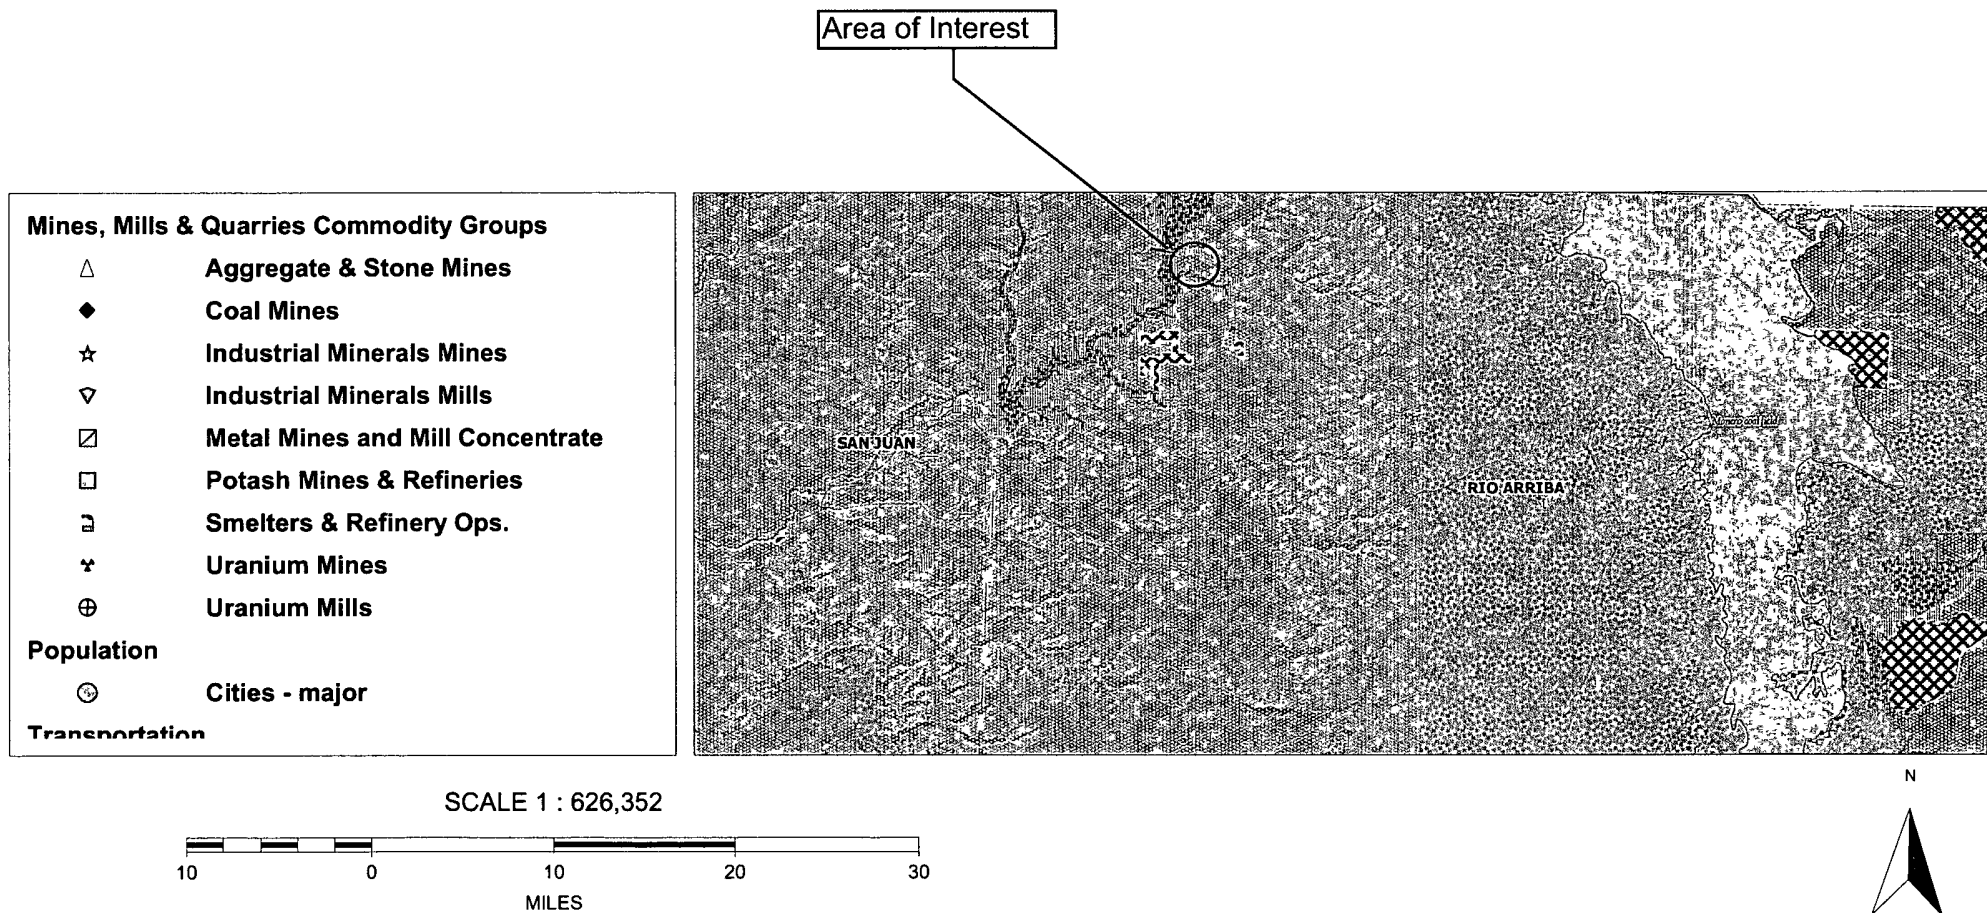 Area of Interest
Mines, Mills & Quarries Commodity Groups
Aggregate & Stone Mines
Coal Mines
Industrial Minerals Mines
Industrial Minerals Mills
Metal Mines and Mill Concentrate
Potash Mines & Refineries
Smelters & Refinery Ops.
Uranium Mines
Uranium Mills
Population
Cities - major
Transportation
SAN JUAN
RIO ARRIBA
SCALE 1 : 626,352
10 0 10 20 30
MILES
N